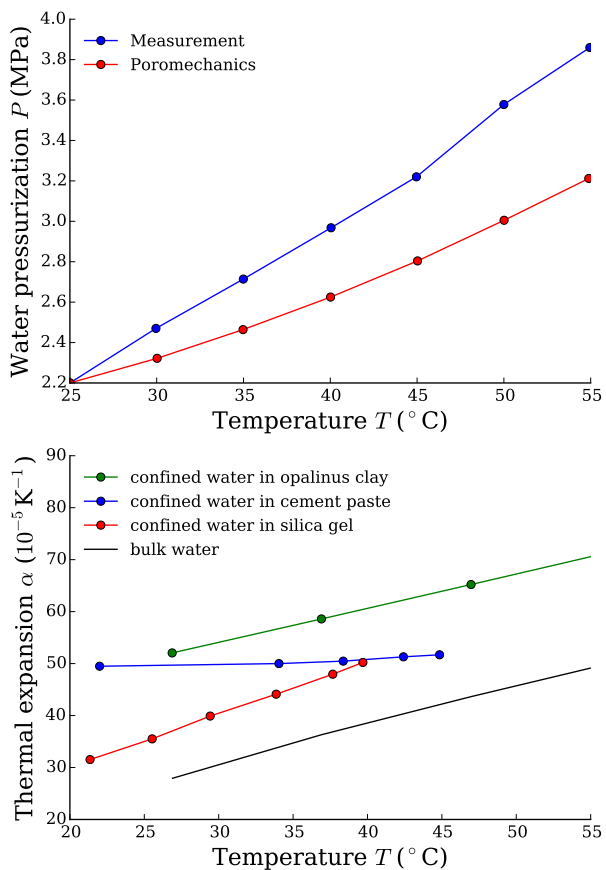 4.0
3.8
3.6
3.4
3.2
3.0
2.8
2.6
2.4
2.2
Water pressurization P (MPa)
Measurement
Poromechanics
25 30 35 40 45 50 55
Temperature T (°C)
90
80
70
60
50
40
30
20
Thermal expansion α (10⁻⁵ K⁻¹)
confined water in opalinus clay
confined water in cement paste
confined water in silica gel
bulk water
20 25 35 35 40 45 50 55
Temperature T (°C)